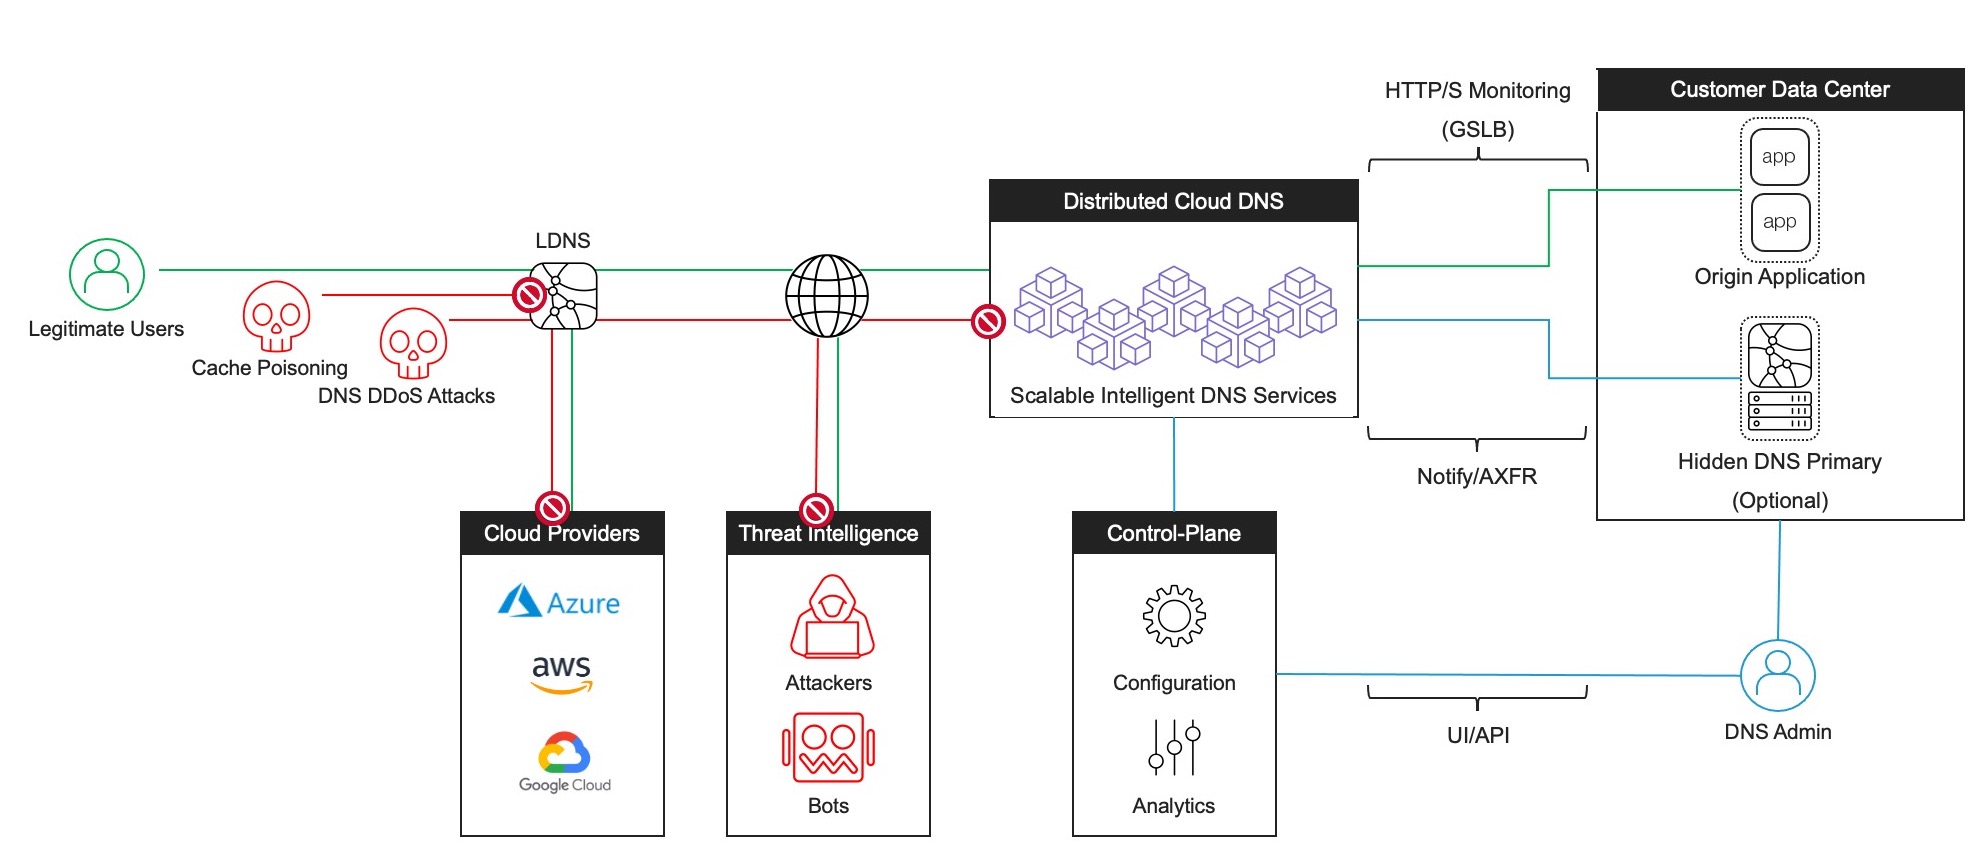 HTTP/S Monitoring
(GSLB)
Customer Data Center
app
app
Origin Application
Distributed Cloud DNS
Scalable Intelligent DNS Services
LDNS
Legitimate Users
Cache Poisoning
DNS DDoS Attacks
Notify/AXFR
Hidden DNS Primary
(Optional)
Cloud Providers
Azure
aws
Google Cloud
Threat Intelligence
Attackers
Bots
Control-Plane
Configuration
Analytics
UI/API
DNS Admin